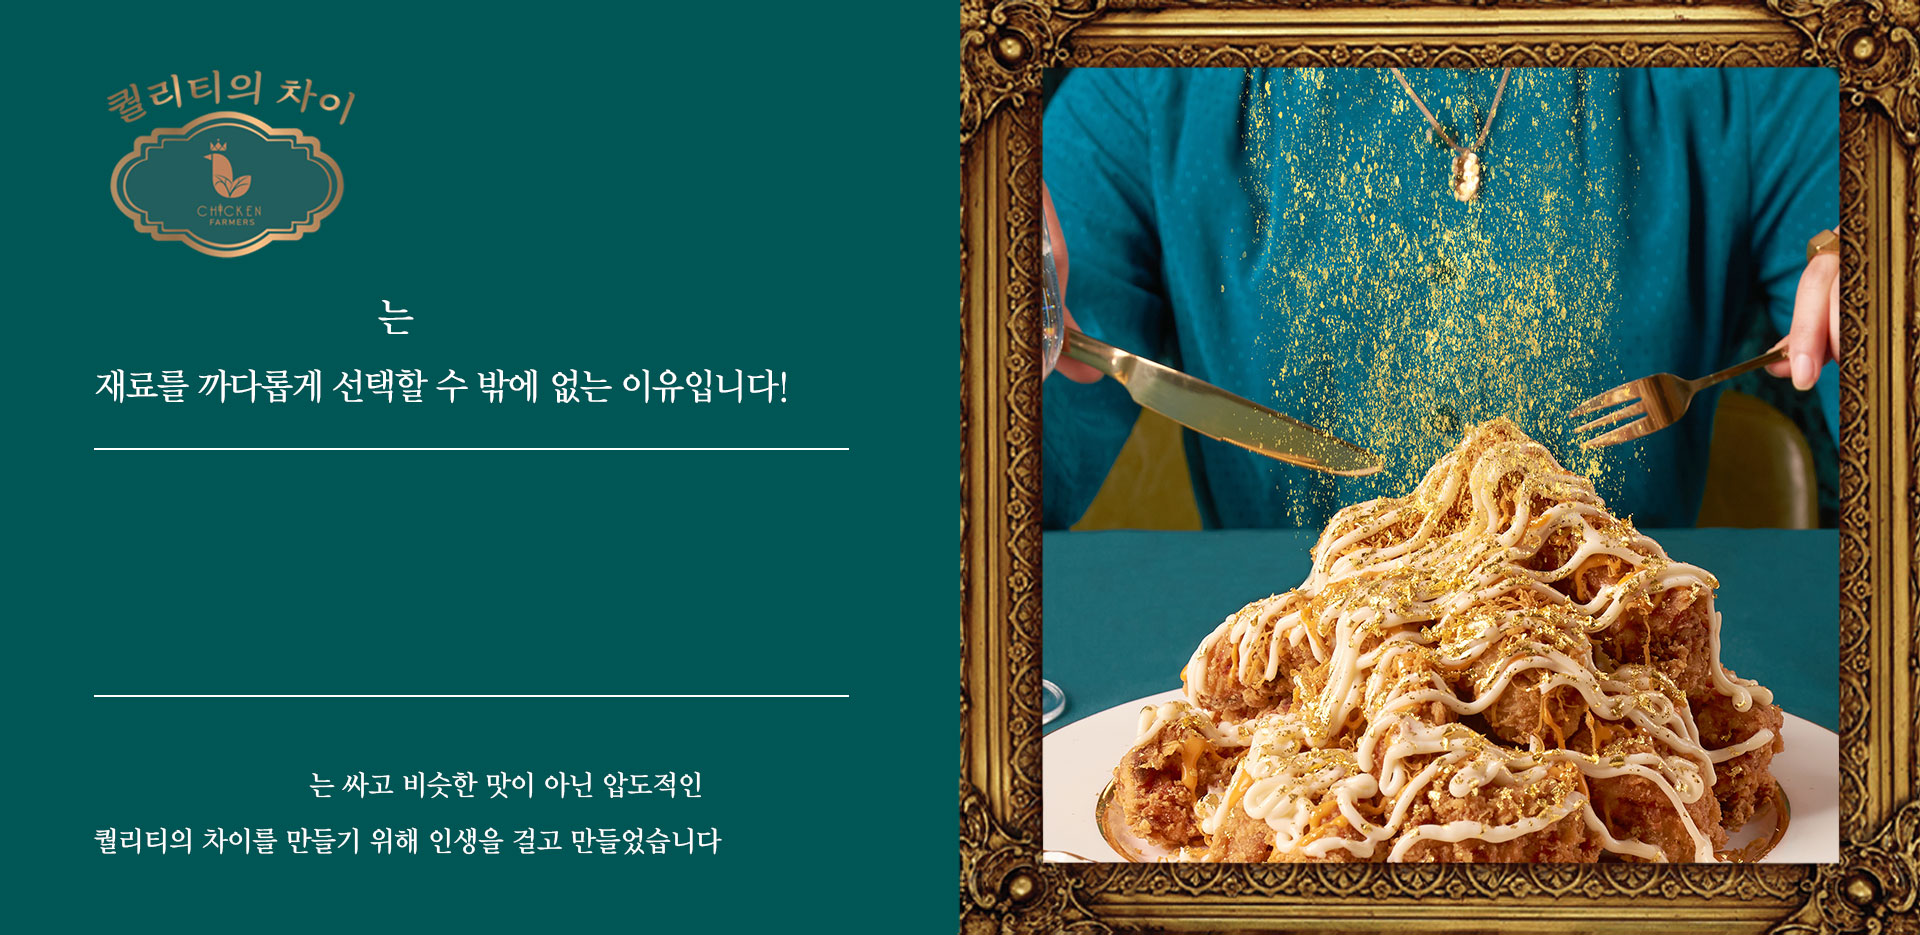 퀄리티의 차이
CHICKEN
FARMERS
는
재료를 까다롭게 선택할 수 밖에 없는 이유입니다!
는 싸고 비슷한 맛이 아닌 압도적인
퀄리티의 차이를 만들기 위해 인생을 걸고 만들었습니다